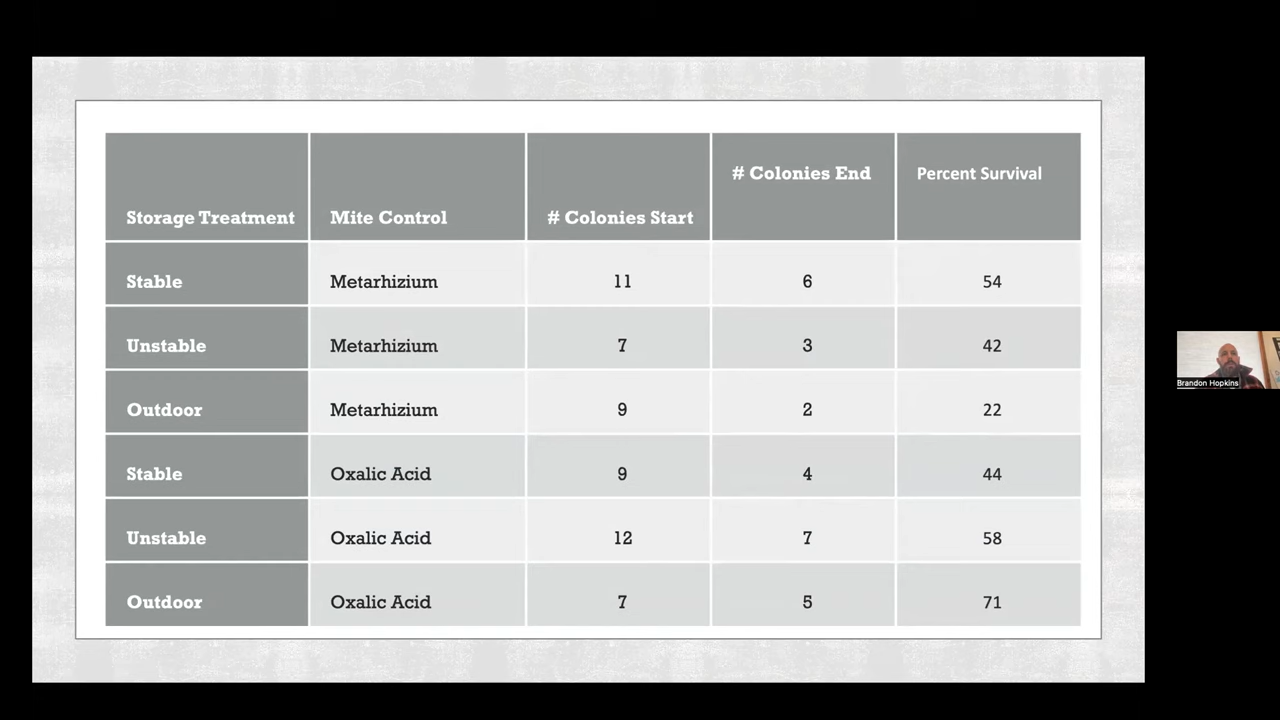 Storage Treatment Mite Control # Colonies Start # Colonies End Percent Survival
Stable Metarhizium 11 6 54
Unstable Metarhizium 7 3 42
Outdoor Metarhizium 9 2 22
Stable Oxalic Acid 9 4 44
Unstable Oxalic Acid 12 7 58
Outdoor Oxalic Acid 7 5 71
Brandon Hopkins